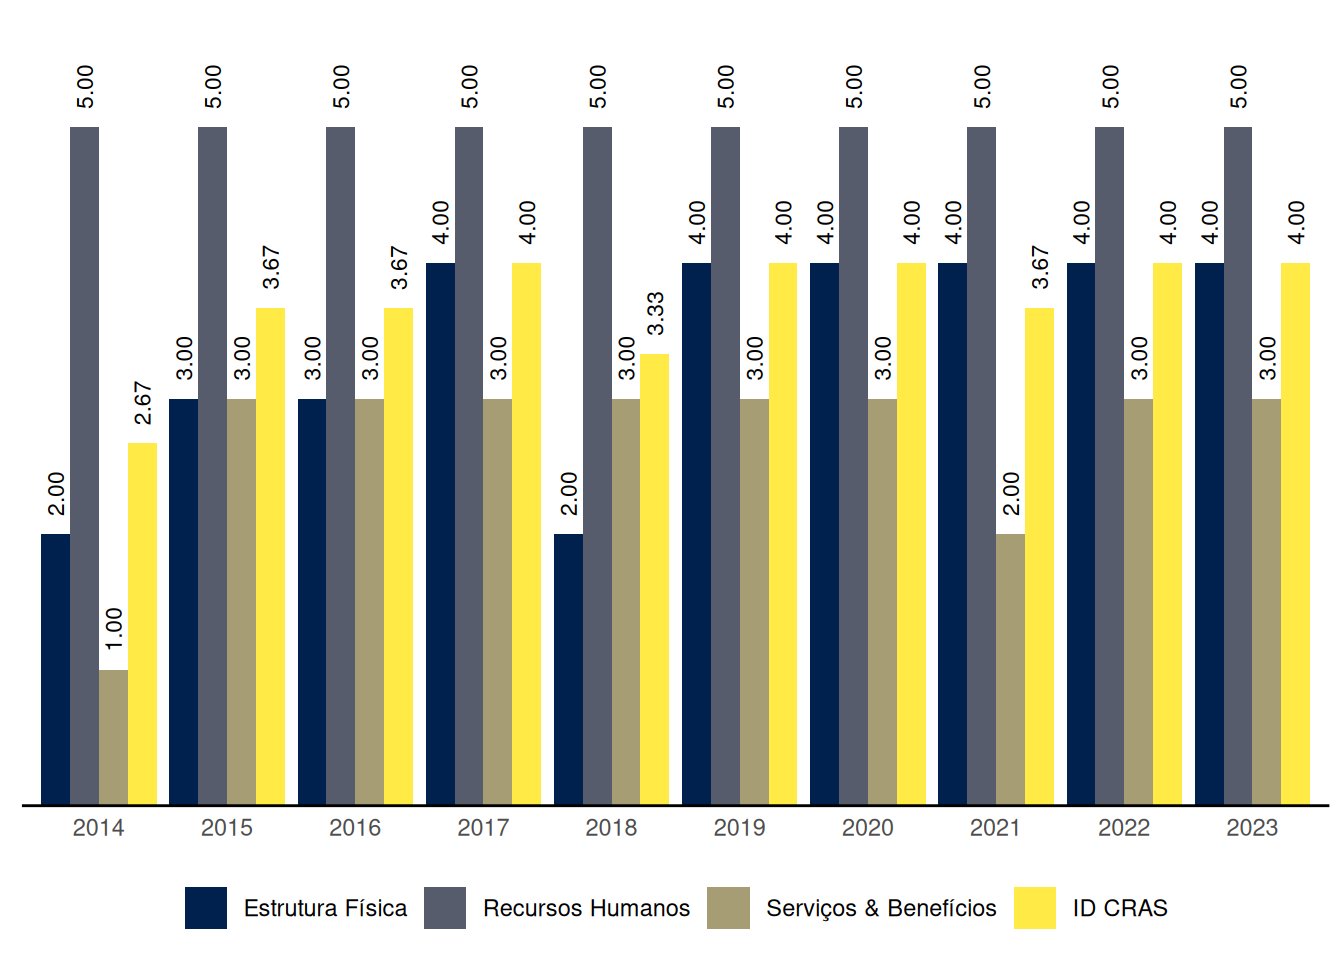 5.00 5.00 5.00 5.00 5.00 5.00 5.00 5.00 5.00 5.00
4.00 4.00 4.00 4.00 4.00 4.00 4.00 4.00 4.00 4.00 4.00
3.67 3.67 3.67
3.33
3.00 3.00 3.00 3.00 3.00 3.00 3.00 3.00 3.00 3.00
2.67
2.00 2.00 2.00
1.00
2014 2015 2016 2017 2018 2019 2020 2021 2022 2023
Estrutura Física Recursos Humanos Serviços & Benefícios ID CRAS